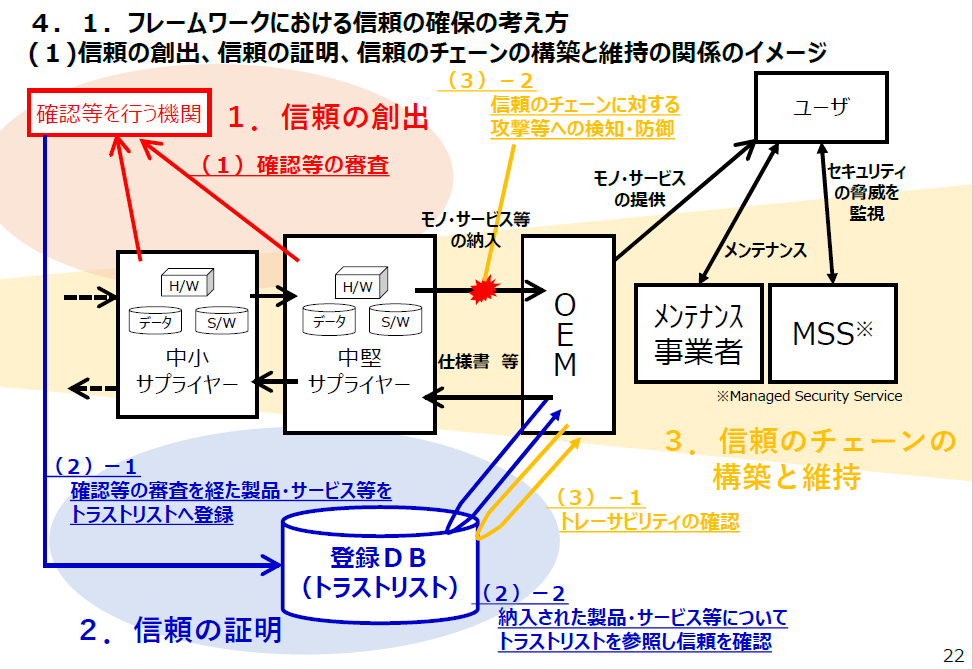 ４．１．フレームワークにおける信頼の確保の考え方
(１)信頼の創出、信頼の証明、信頼のチェーンの構築と維持の関係のイメージ
（３）－２
信頼のチェーンに対する
攻撃等への検知・防御
確認等を行う機関
１．信頼の創出
（１）確認等の審査
ユーザ
モノ・サービス
の提供
セキュリティ
の脅威を
監視
メンテナンス
モノ・サービス等
の納入
H/W
データ
S/W
中小
サプライヤー
H/W
データ
S/W
中堅
サプライヤー
仕様書　等
OEM
メンテナンス
事業者
MSS※
※Managed Security Service
３．信頼のチェーンの
構築と維持
（２）－１
確認等の審査を経た製品・サービス等を
トラストリストへ登録
（３）－１
トレーサビリティの確認
登録ＤＢ
（トラストリスト）
（２）－２
納入された製品・サービス等について
トラストリストを参照し信頼を確認
２．信頼の証明
22